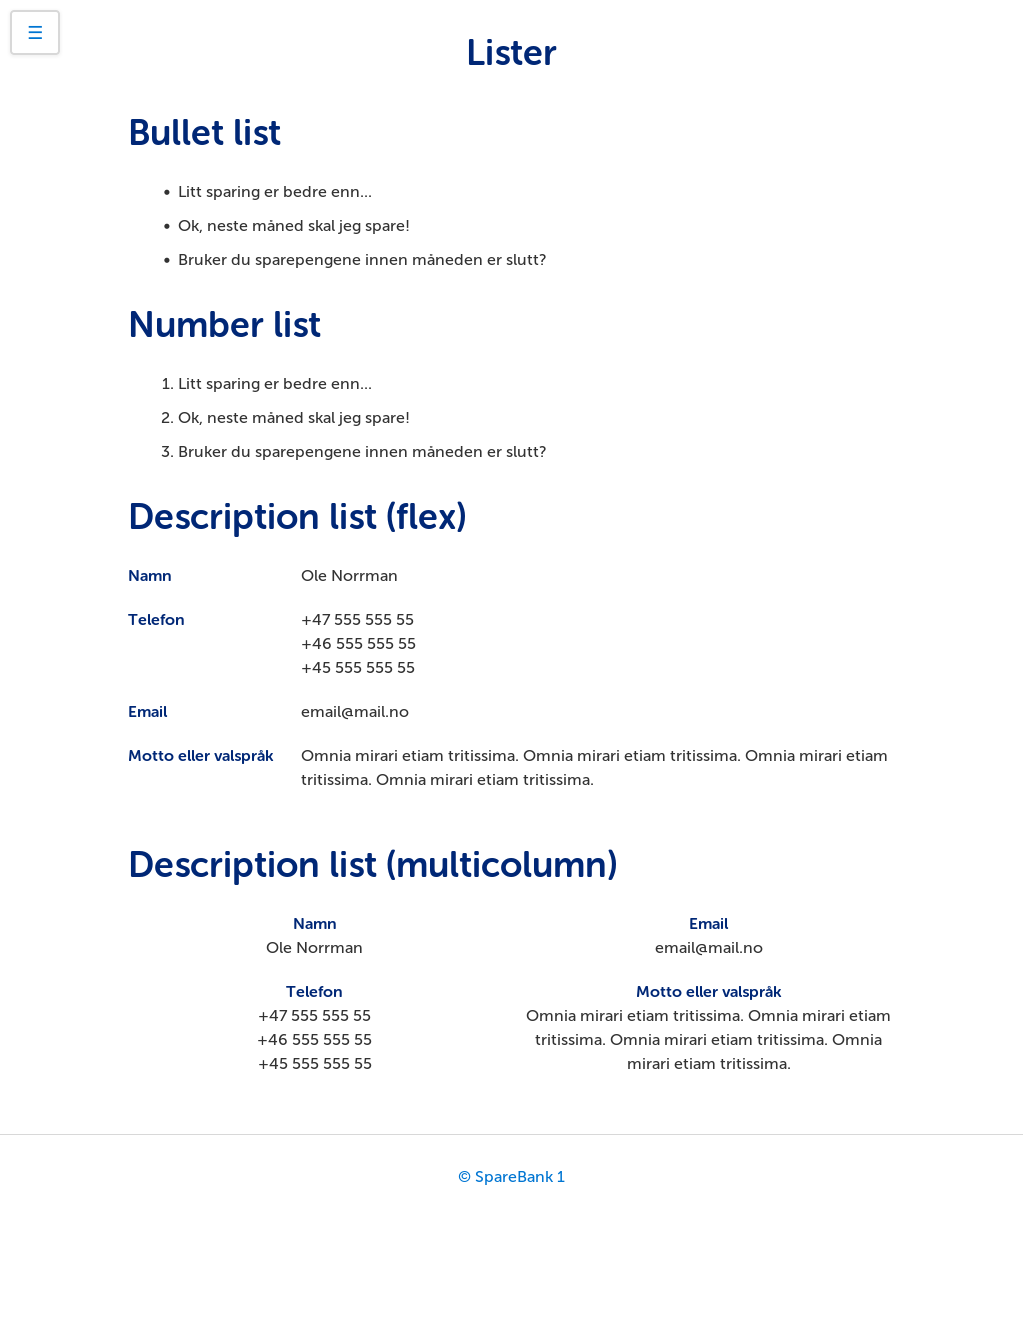 ☰
Lister
Bullet list
• Litt sparing er bedre enn...
• Ok, neste måned skal jeg spare!
• Bruker du sparepengene innen måneden er slutt?
Number list
1. Litt sparing er bedre enn...
2. Ok, neste måned skal jeg spare!
3. Bruker du sparepengene innen måneden er slutt?
Description list (flex)
Namn Ole Norrman
Telefon +47 555 555 55
+46 555 555 55
+45 555 555 55
Email email@mail.no
Motto eller valspråk Omnia mirari etiam tritissima. Omnia mirari etiam tritissima. Omnia mirari etiam
tritissima. Omnia mirari etiam tritissima.
Description list (multicolumn)
Namn
Ole Norrman
Telefon
+47 555 555 55
+46 555 555 55
+45 555 555 55
Email
email@mail.no
Motto eller valspråk
Omnia mirari etiam tritissima. Omnia mirari etiam
tritissima. Omnia mirari etiam tritissima. Omnia
mirari etiam tritissima.
© SpareBank 1